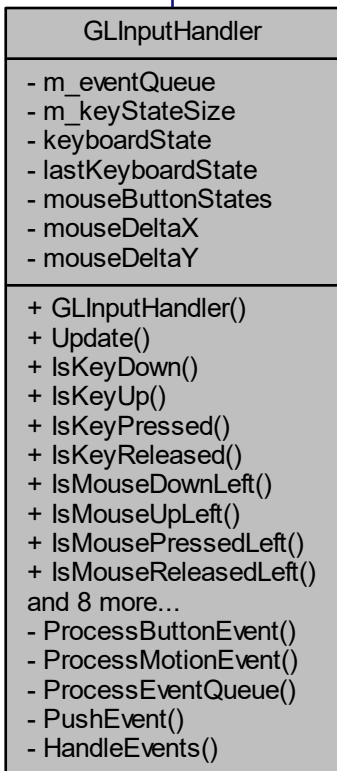 GLInputHandler
- m_eventQueue
- m_keyStateSize
- keyboardState
- lastKeyboardState
- mouseButtonStates
- mouseDeltaX
- mouseDeltaY
+ GLInputHandler()
+ Update()
+ IsKeyDown()
+ IsKeyUp()
+ IsKeyPressed()
+ IsKeyReleased()
+ IsMouseDownLeft()
+ IsMouseUpLeft()
+ IsMousePressedLeft()
+ IsMouseReleasedLeft()
and 8 more...
- ProcessButtonEvent()
- ProcessMotionEvent()
- ProcessEventQueue()
- PushEvent()
- HandleEvents()